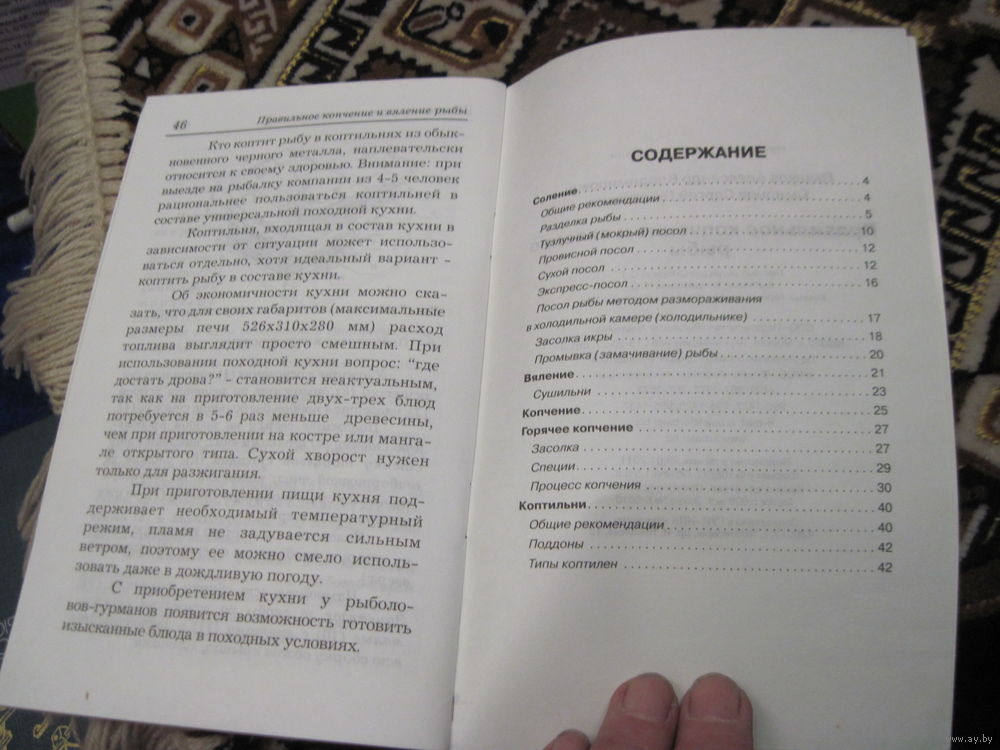 46
Правильное копчение и вяление рыбы
Кто коптит рыбу в коптильнях из обык-
новенного черного металла, наплевательски
относится к своему здоровью. Внимание: при
выезде на рыбалку компании из 4-5 человек
рациональнее пользоваться коптильней в
составе универсальной походной кухни.
Коптильня, входящая в состав кухни в
зависимости от ситуации может использо-
ваться отдельно, хотя идеальный вариант -
коптить рыбу в составе кухни.
Об экономичности кухни можно ска-
зать, что для своих габаритов (максимальные
размеры печи 526х310х280 мм) расход
топлива выглядит просто смешным. При
использовании походной кухни вопрос: “где
достать дрова?” - становится неактуальным,
так как на приготовление двух-трех блюд
потребуется в 5-6 раз меньше древесины,
чем при приготовлении на костре или манга-
ле открытого типа. Сухой хворост нужен
только для разжигания.
При приготовлении пищи кухня под-
держивает необходимый температурный
режим, пламя не задувается сильным
ветром, поэтому ее можно смело исполь-
зовать даже в дождливую погоду.
С приобретением кухни у рыболо-
вов-гурманов появится возможность готовить
изысканные блюда в походных условиях.
СОДЕРЖАНИЕ
Соление 4
Общие рекомендации 4
Разделка рыбы 5
Тузлучный (мокрый) посол 10
Провисной посол 12
Сухой посол 12
Экспресс-посол 16
Посол рыбы методом размораживания
в холодильной камере (холодильнике) 17
Засолка икры 18
Промывка (замачивание) рыбы 20
Вяление 21
Сушильни 23
Копчение 25
Горячее копчение 27
Засолка 27
Специи 29
Процесс копчения 30
Коптильни 40
Общие рекомендации 40
Поддоны 42
Типы коптилен 42
www.ay.by